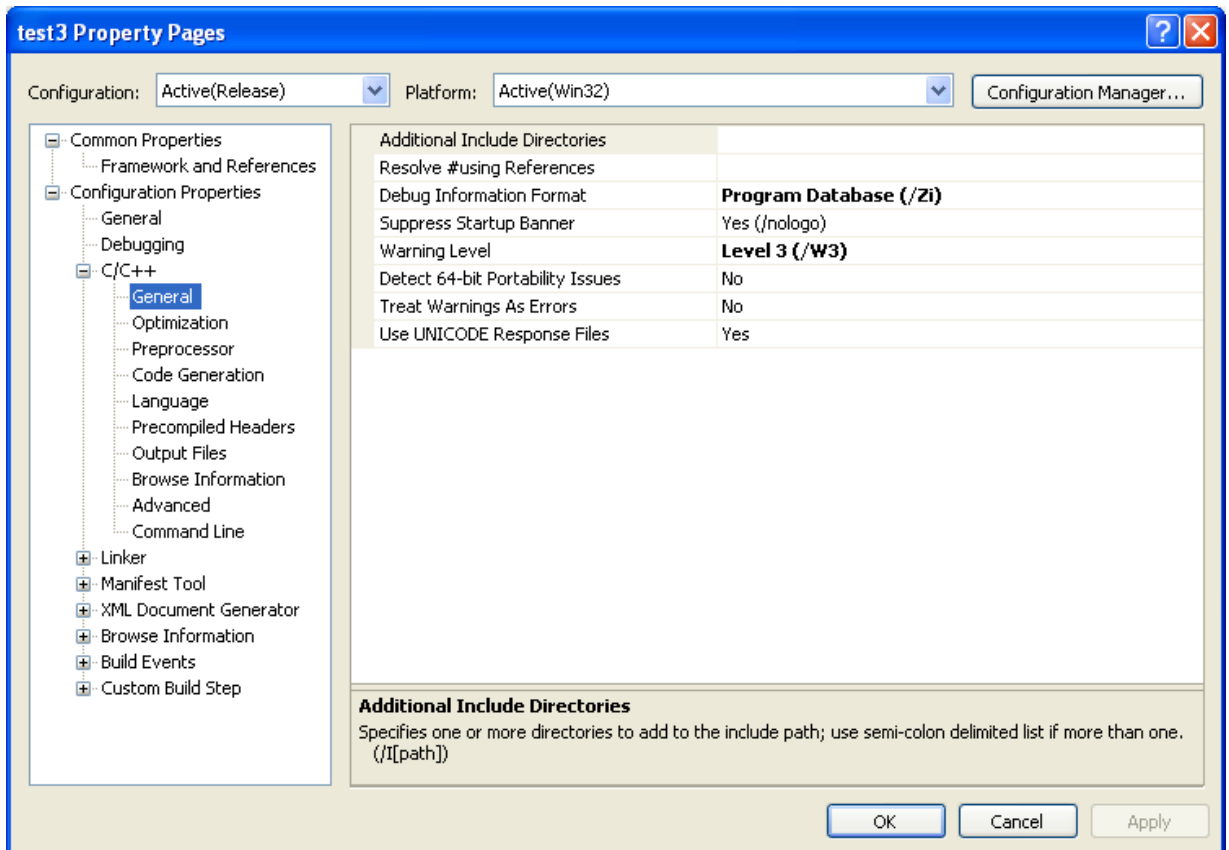 test3 Property Pages
Configuration: Active(Release) Platform: Active(Win32) Configuration Manager...
Common Properties
Framework and References
Configuration Properties
General
Debugging
C/C++
General
Optimization
Preprocessor
Code Generation
Language
Precompiled Headers
Output Files
Browse Information
Advanced
Command Line
Linker
Manifest Tool
XML Document Generator
Browse Information
Build Events
Custom Build Step
Additional Include Directories
Resolve #using References
Debug Information Format Program Database (/Zi)
Suppress Startup Banner Yes (/nologo)
Warning Level Level 3 (/W3)
Detect 64-bit Portability Issues No
Treat Warnings As Errors No
Use UNICODE Response Files Yes
Additional Include Directories
Specifies one or more directories to add to the include path; use semi-colon delimited list if more than one.
(/I[path])
OK Cancel Apply